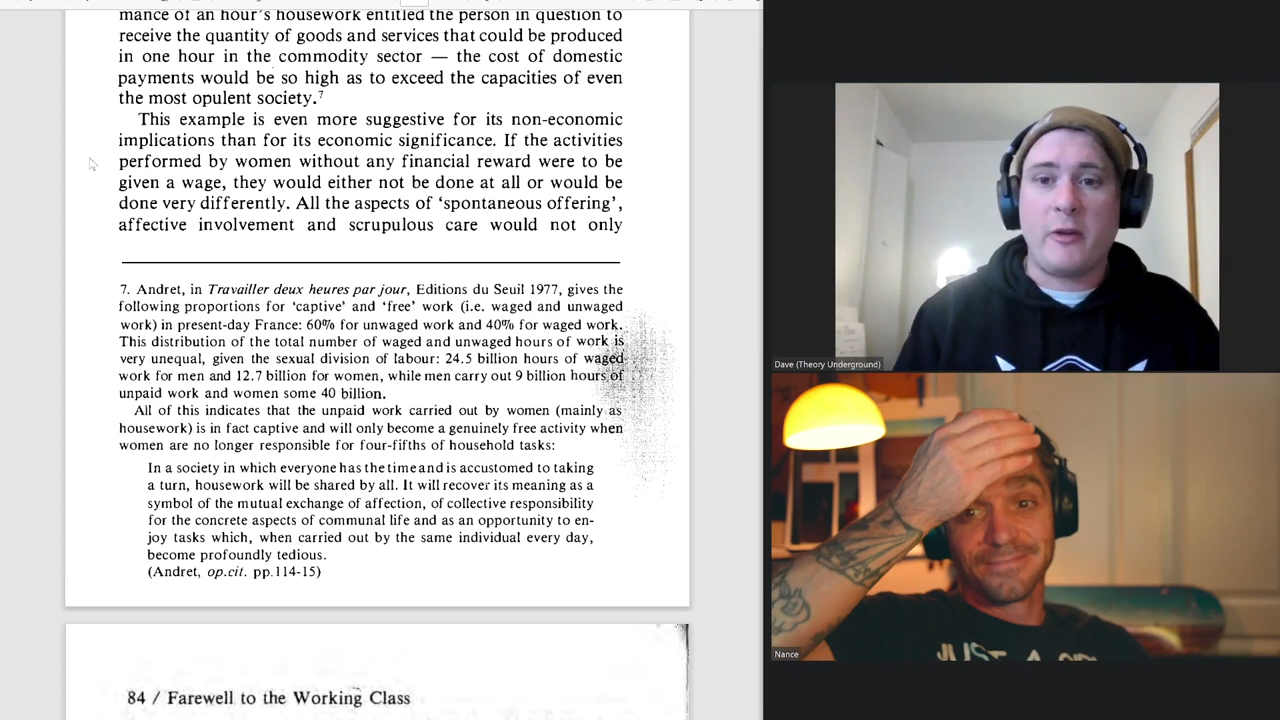 mance of an hour's housework entitled the person in question to
receive the quantity of goods and services that could be produced
in one hour in the commodity sector — the cost of domestic
payments would be so high as to exceed the capacities of even
the most opulent society.⁷
This example is even more suggestive for its non-economic
implications than for its economic significance. If the activities
performed by women without any financial reward were to be
given a wage, they would either not be done at all or would be
done very differently. All the aspects of 'spontaneous offering',
affective involvement and scrupulous care would not only
7. Andret, in Travailler deux heures par jour, Editions du Seuil 1977, gives the
following proportions for 'captive' and 'free' work (i.e. waged and unwaged
work) in present-day France: 60% for unwaged work and 40% for waged work.
This distribution of the total number of waged and unwaged hours of work is
very unequal, given the sexual division of labour: 24.5 billion hours of waged
work for men and 12.7 billion for women, while men carry out 9 billion hours of
unpaid work and women some 40 billion.
All of this indicates that the unpaid work carried out by women (mainly as
housework) is in fact captive and will only become a genuinely free activity when
women are no longer responsible for four-fifths of household tasks:
In a society in which everyone has the time and is accustomed to taking
a turn, housework will be shared by all. It will recover its meaning as a
symbol of the mutual exchange of affection, of collective responsibility
for the concrete aspects of communal life and as an opportunity to en-
joy tasks which, when carried out by the same individual every day,
become profoundly tedious.
(Andret, op.cit. pp.114-15)
84 / Farewell to the Working Class
Dave (Theory Underground)
Nance
JUST A